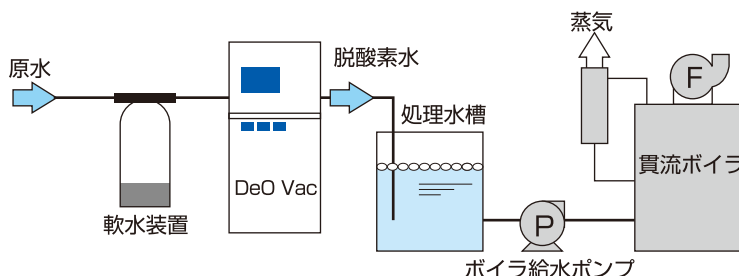 原水
軟水装置
DeO Vac
脱酸素水
処理水槽
P
ボイラ給水ポンプ
蒸気
F
貫流ボイラ